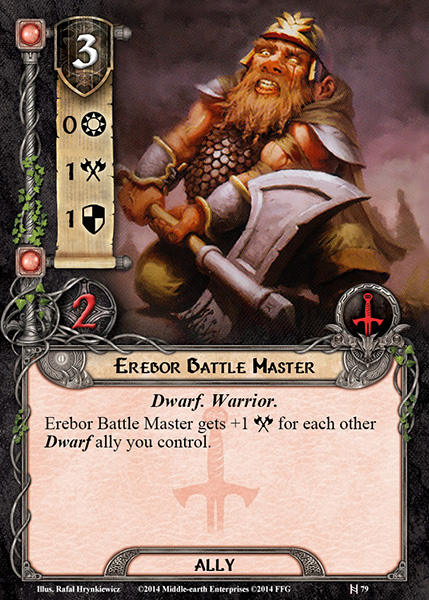 3
0
1
1
2
Erebor Battle Master
Dwarf. Warrior.
Erebor Battle Master gets +1 for each other
Dwarf ally you control.
ALLY
Illus. Rafał Hrynkiewicz ©2014 Middle-earth Enterprises ©2014 FFG 79